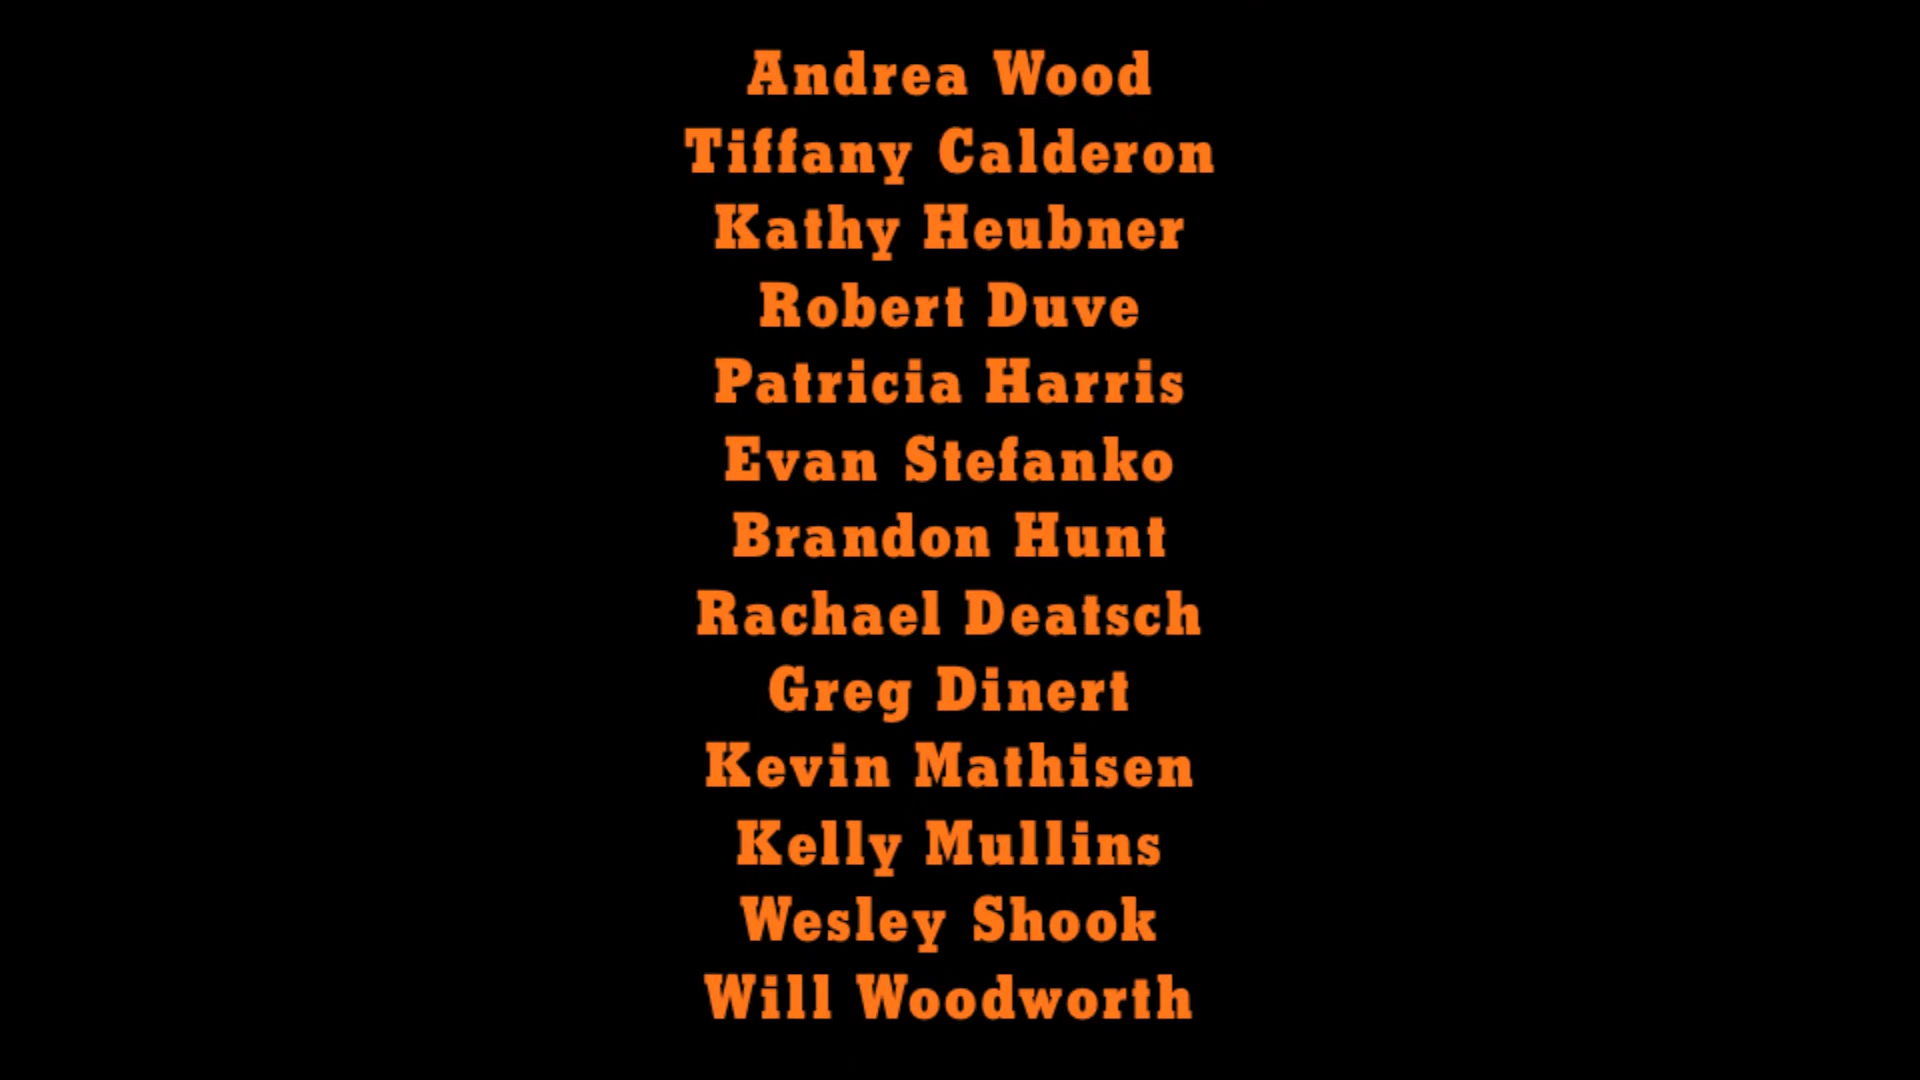 Andrea Wood
Tiffany Calderon
Kathy Heubner
Robert Duve
Patricia Harris
Evan Stefanko
Brandon Hunt
Rachael Deatsch
Greg Dinert
Kevin Mathisen
Kelly Mullins
Wesley Shook
Will Woodworth